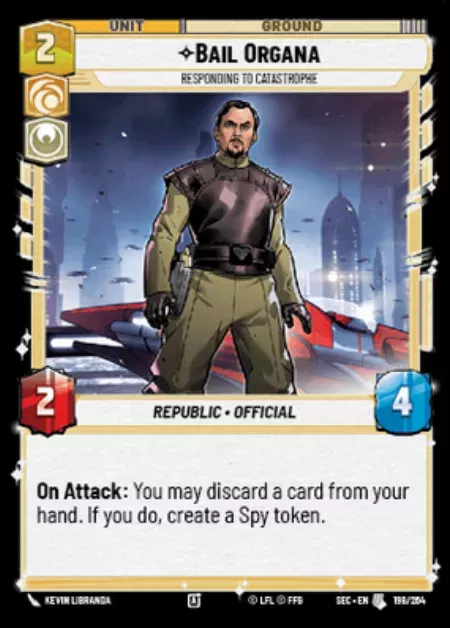 UNIT GROUND
2
Bail Organa
RESPONDING TO CATASTROPHE
2
REPUBLIC • OFFICIAL
4
On Attack: You may discard a card from your
hand. If you do, create a Spy token.
KEVIN LIBRANDA A © LFL © FFG SEC • EN 196/264